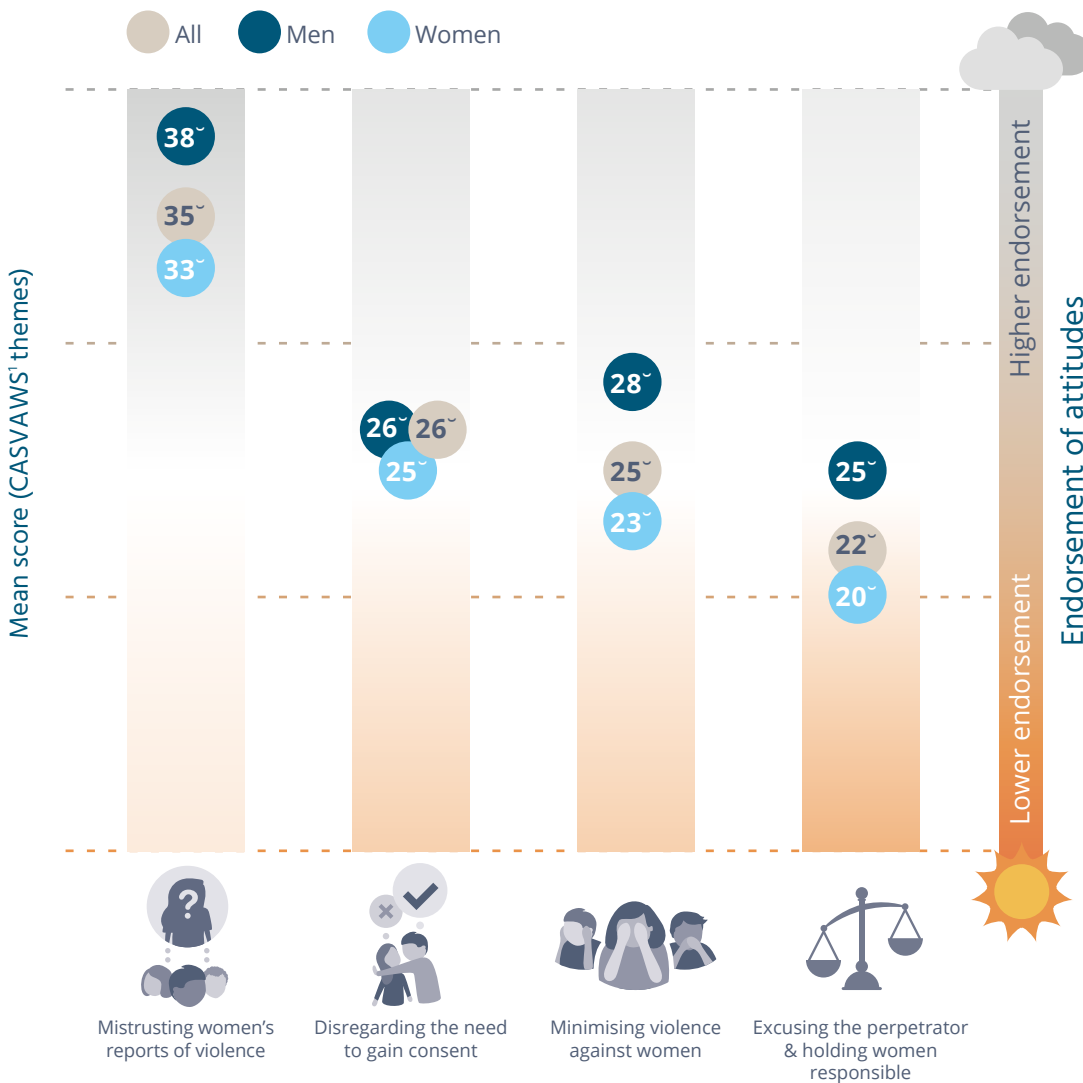 All
Men
Women
Mean score (CASVAWS¹ themes)
38˘
35˘
33˘
26˘
26˘
25˘
28˘
25˘
23˘
25˘
22˘
20˘
Higher endorsement
Lower endorsement
Endorsement of attitudes
?
Mistrusting women’s
reports of violence
Disregarding the need
to gain consent
Minimising violence
against women
Excusing the perpetrator
& holding women
responsible